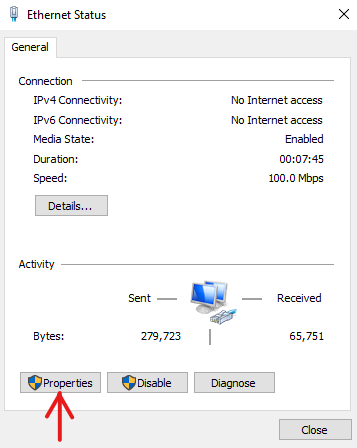 Ethernet Status
General
Connection
IPv4 Connectivity: No Internet access
IPv6 Connectivity: No Internet access
Media State: Enabled
Duration: 00:07:45
Speed: 100.0 Mbps
Details...
Activity
Sent Received
Bytes: 279,723 65,751
Properties Disable Diagnose
Close